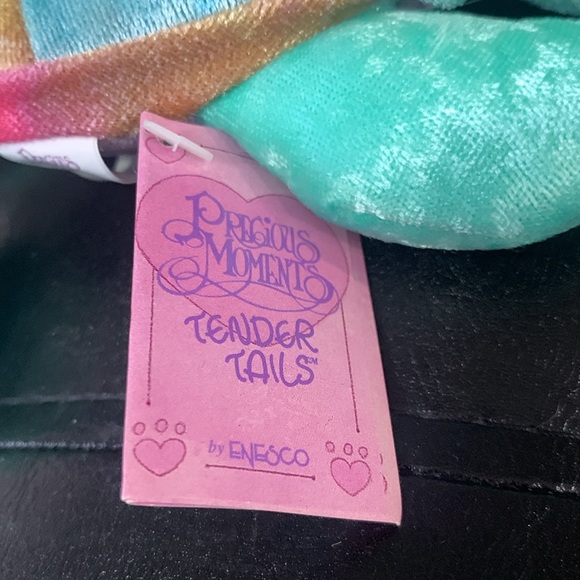 PRECIOUS
MOMENTS
TENDER
TAILS™
by ENESCO